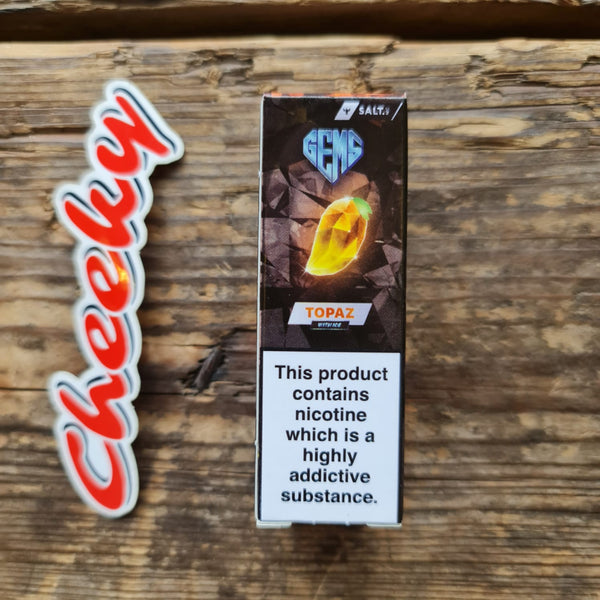 Cheeky
SALT
GEMS
TOPAZ
WITH ICE
This product
contains
nicotine
which is a
highly
addictive
substance.